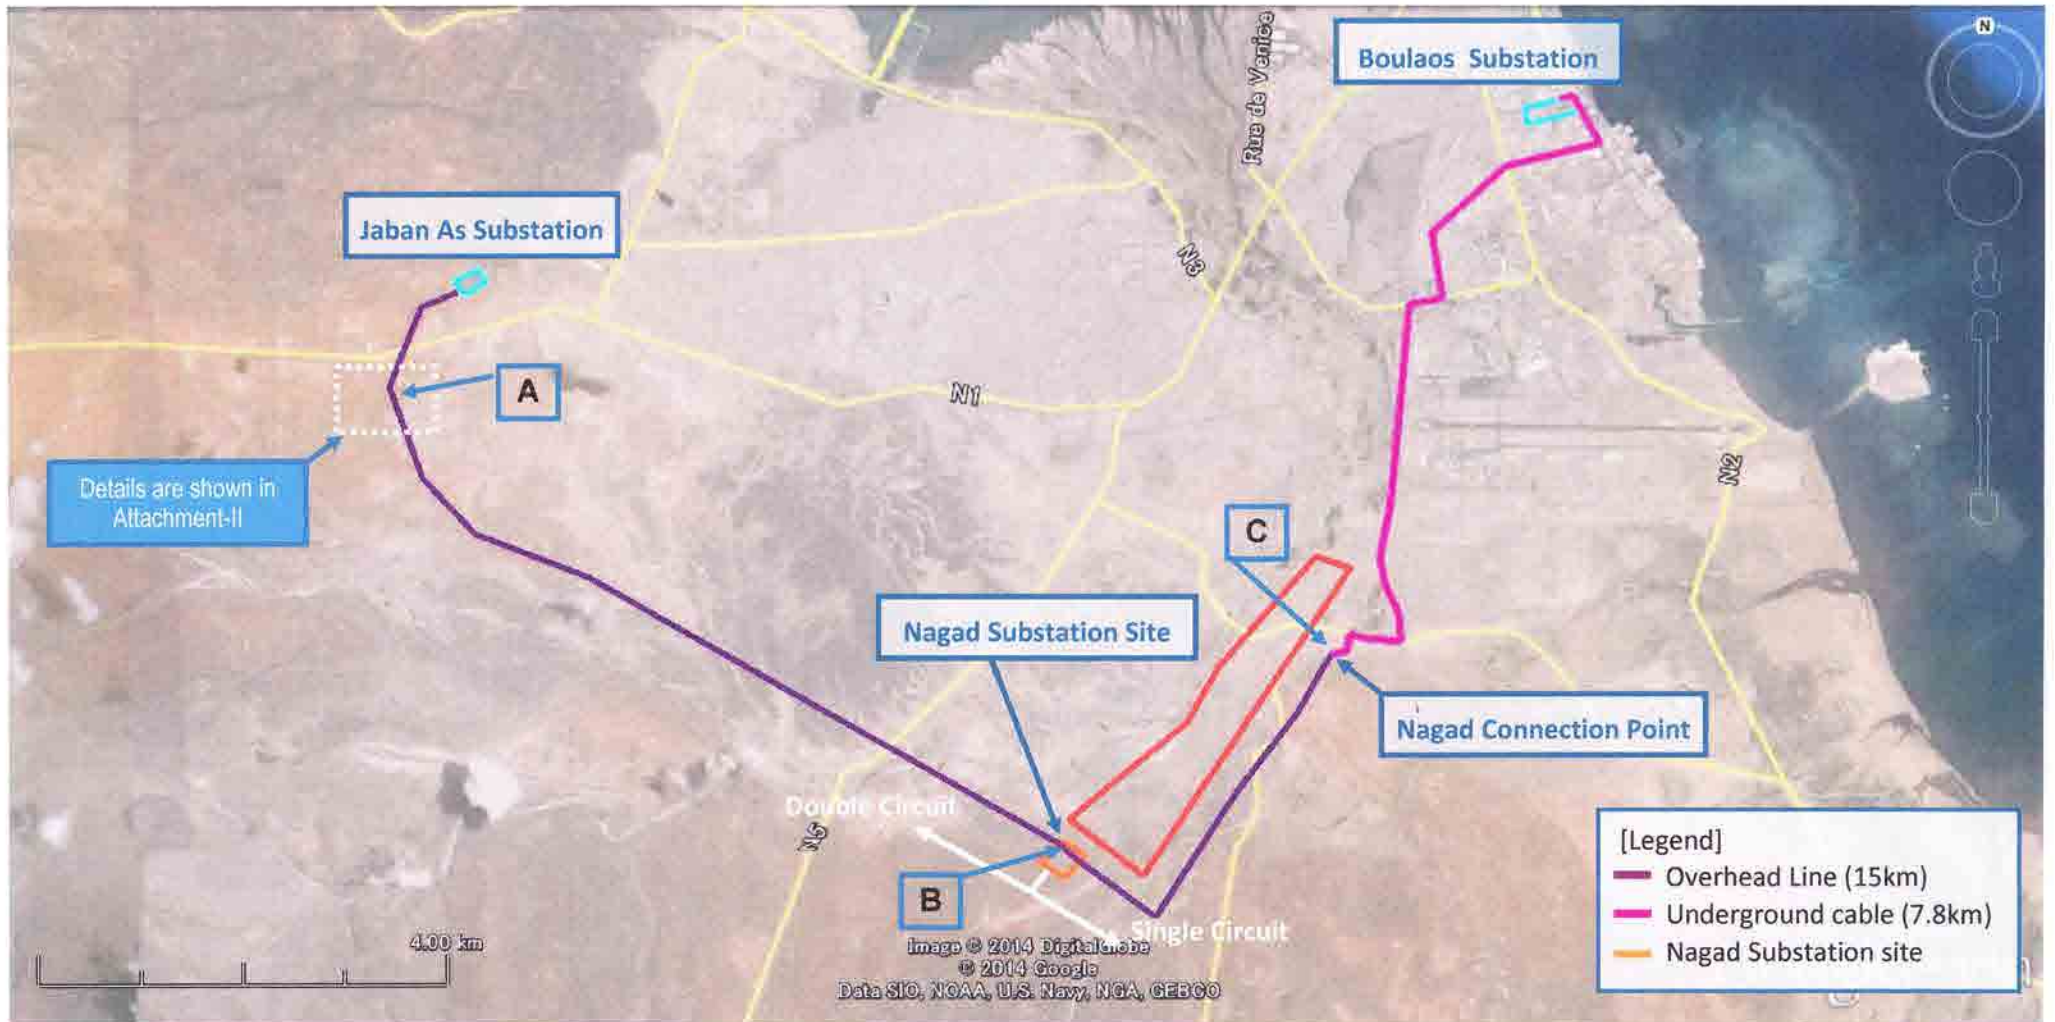 N
Rue de Venice
Boulaos Substation
Jaban As Substation
N3
A
N1
N2
Details are shown in
Attachment-II
C
Nagad Substation Site
Nagad Connection Point
Double Circuit
N5
B
Single Circuit
4.00 km
Image © 2014 DigitalGlobe
© 2014 Google
Data SIO, NOAA, U.S. Navy, NGA, GEBCO
[Legend]
Overhead Line (15km)
Underground cable (7.8km)
Nagad Substation site